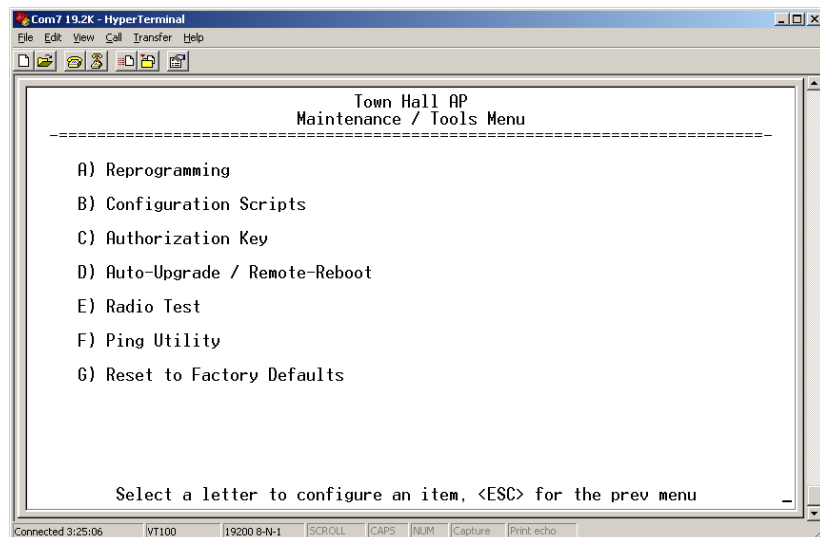 Com7 19.2K - HyperTerminal
File Edit View Call Transfer Help
Town Hall AP
Maintenance / Tools Menu
-==========================================================================-
A) Reprogramming
B) Configuration Scripts
C) Authorization Key
D) Auto-Upgrade / Remote-Reboot
E) Radio Test
F) Ping Utility
G) Reset to Factory Defaults
Select a letter to configure an item, <ESC> for the prev menu
Connected 3:25:06 VT100 19200 8-N-1 SCROLL CAPS NUM Capture Print echo